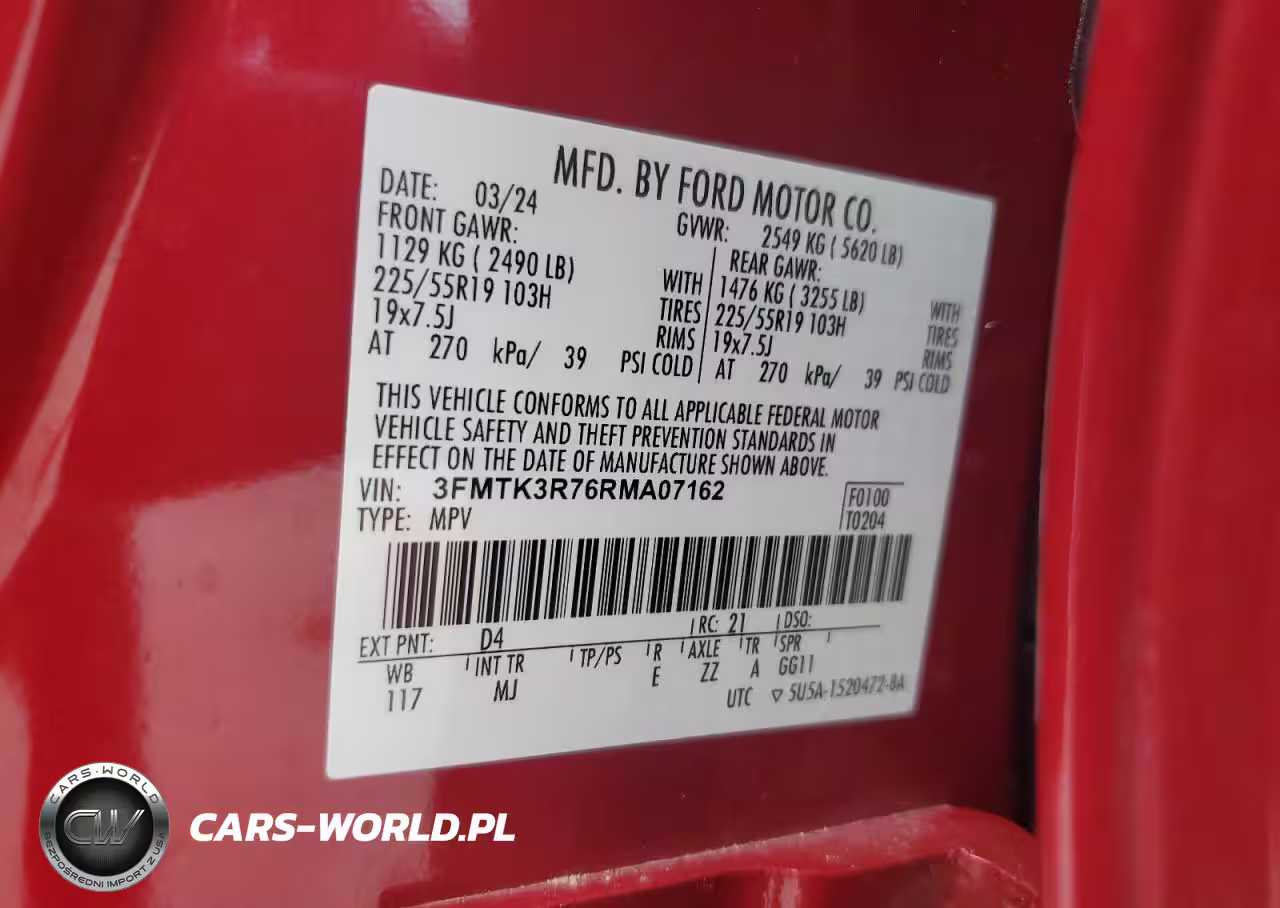 MFD. BY FORD MOTOR CO.
DATE: 03/24
GVWR: 2549 KG ( 5620 LB)
FRONT GAWR:
1129 KG ( 2490 LB) WITH
225/55R19 103H TIRES
19x7.5J RIMS
AT 270 kPa/ 39 PSI COLD
REAR GAWR:
1476 KG ( 3255 LB) WITH
225/55R19 103H TIRES
19x7.5J RIMS
AT 270 kPa/ 39 PSI COLD
THIS VEHICLE CONFORMS TO ALL APPLICABLE FEDERAL MOTOR
VEHICLE SAFETY AND THEFT PREVENTION STANDARDS IN
EFFECT ON THE DATE OF MANUFACTURE SHOWN ABOVE.
VIN: 3FMTK3R76RMA07162
TYPE: MPV
F0100
T0204
EXT PNT: D4 RC: 21 DSO:
WB INT TR TP/PS R AXLE TR SPR
117 MJ E ZZ A GG11
UTC ▽ 5U5A-1520472-BA
CARS-WORLD
CW
BEZPOŚREDNI IMPORT Z USA
CARS-WORLD.PL